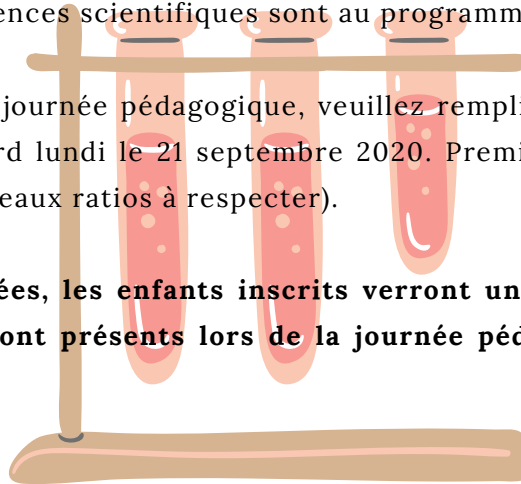 ences scientifiques sont au programm
journée pédagogique, veuillez rempli
rd lundi le 21 septembre 2020. Premi
eaux ratios à respecter).
ées, les enfants inscrits verront un
ont présents lors de la journée péd